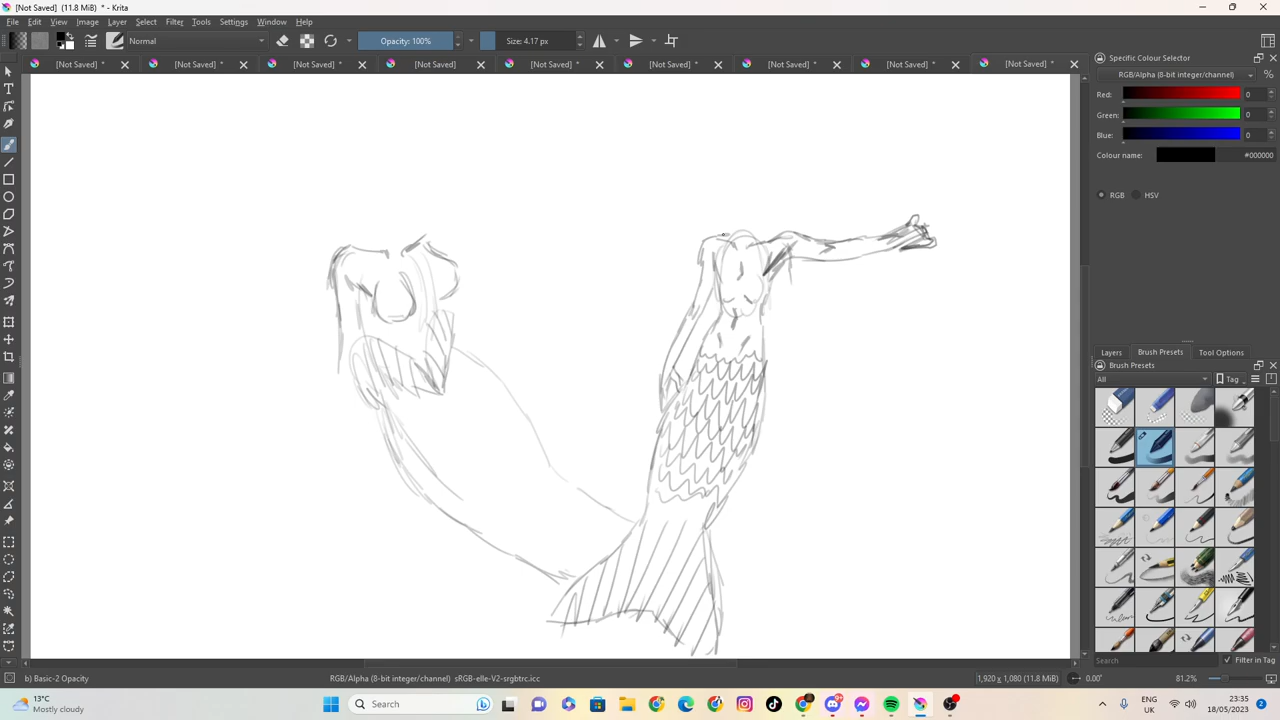 [Not Saved] (11.8 MiB) * - Krita
File Edit View Image Layer Select Filter Tools Settings Window Help
Normal Opacity: 100% Size: 4.17 px
[Not Saved] * [Not Saved] * [Not Saved] * [Not Saved] [Not Saved] * [Not Saved] * [Not Saved] * [Not Saved] * [Not Saved] *
Specific Colour Selector
RGB/Alpha (8-bit integer/channel) %
Red: 0
Green: 0
Blue: 0
Colour name: #000000
RGB HSV
Layers Brush Presets Tool Options
Brush Presets
All Tag
Search Filter in Tag
b) Basic-2 Opacity RGB/Alpha (8-bit integer/channel) sRGB-elle-V2-srgbtrc.icc 1,920 x 1,080 (11.8 MiB) 0.00° 81.2%
13°C
Mostly cloudy
Search
ENG
UK
23:35
18/05/2023
2